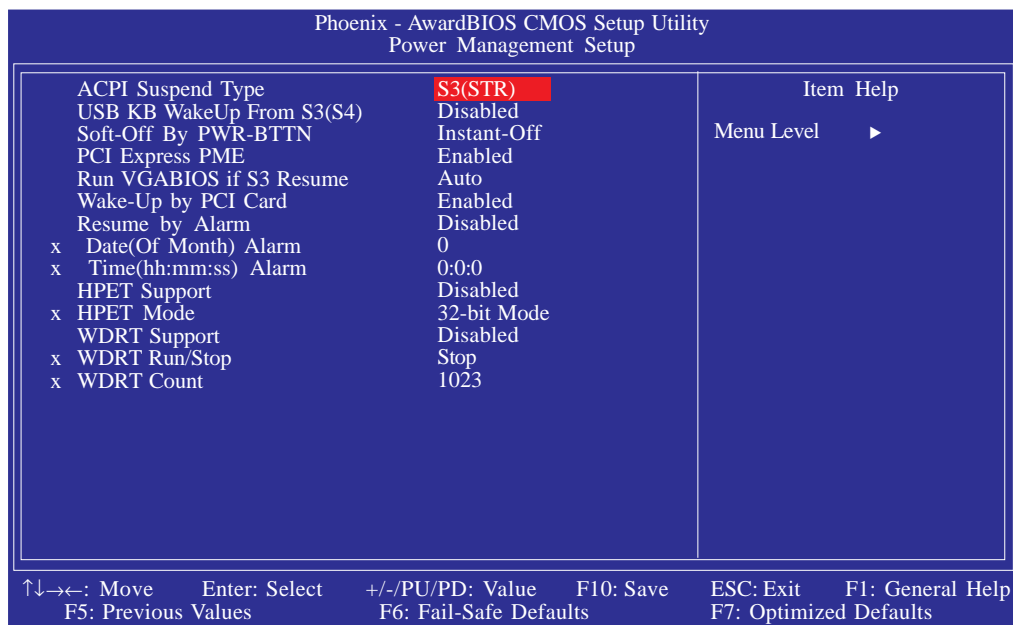 Phoenix - AwardBIOS CMOS Setup Utility
Power Management Setup
ACPI Suspend Type S3(STR)
USB KB WakeUp From S3(S4) Disabled
Soft-Off By PWR-BTTN Instant-Off
PCI Express PME Enabled
Run VGABIOS if S3 Resume Auto
Wake-Up by PCI Card Enabled
Resume by Alarm Disabled
x Date(Of Month) Alarm 0
x Time(hh:mm:ss) Alarm 0:0:0
HPET Support Disabled
x HPET Mode 32-bit Mode
WDRT Support Disabled
x WDRT Run/Stop Stop
x WDRT Count 1023
Item Help
Menu Level ▶
↑↓→←: Move Enter: Select +/-/PU/PD: Value F10: Save ESC: Exit F1: General Help
F5: Previous Values F6: Fail-Safe Defaults F7: Optimized Defaults